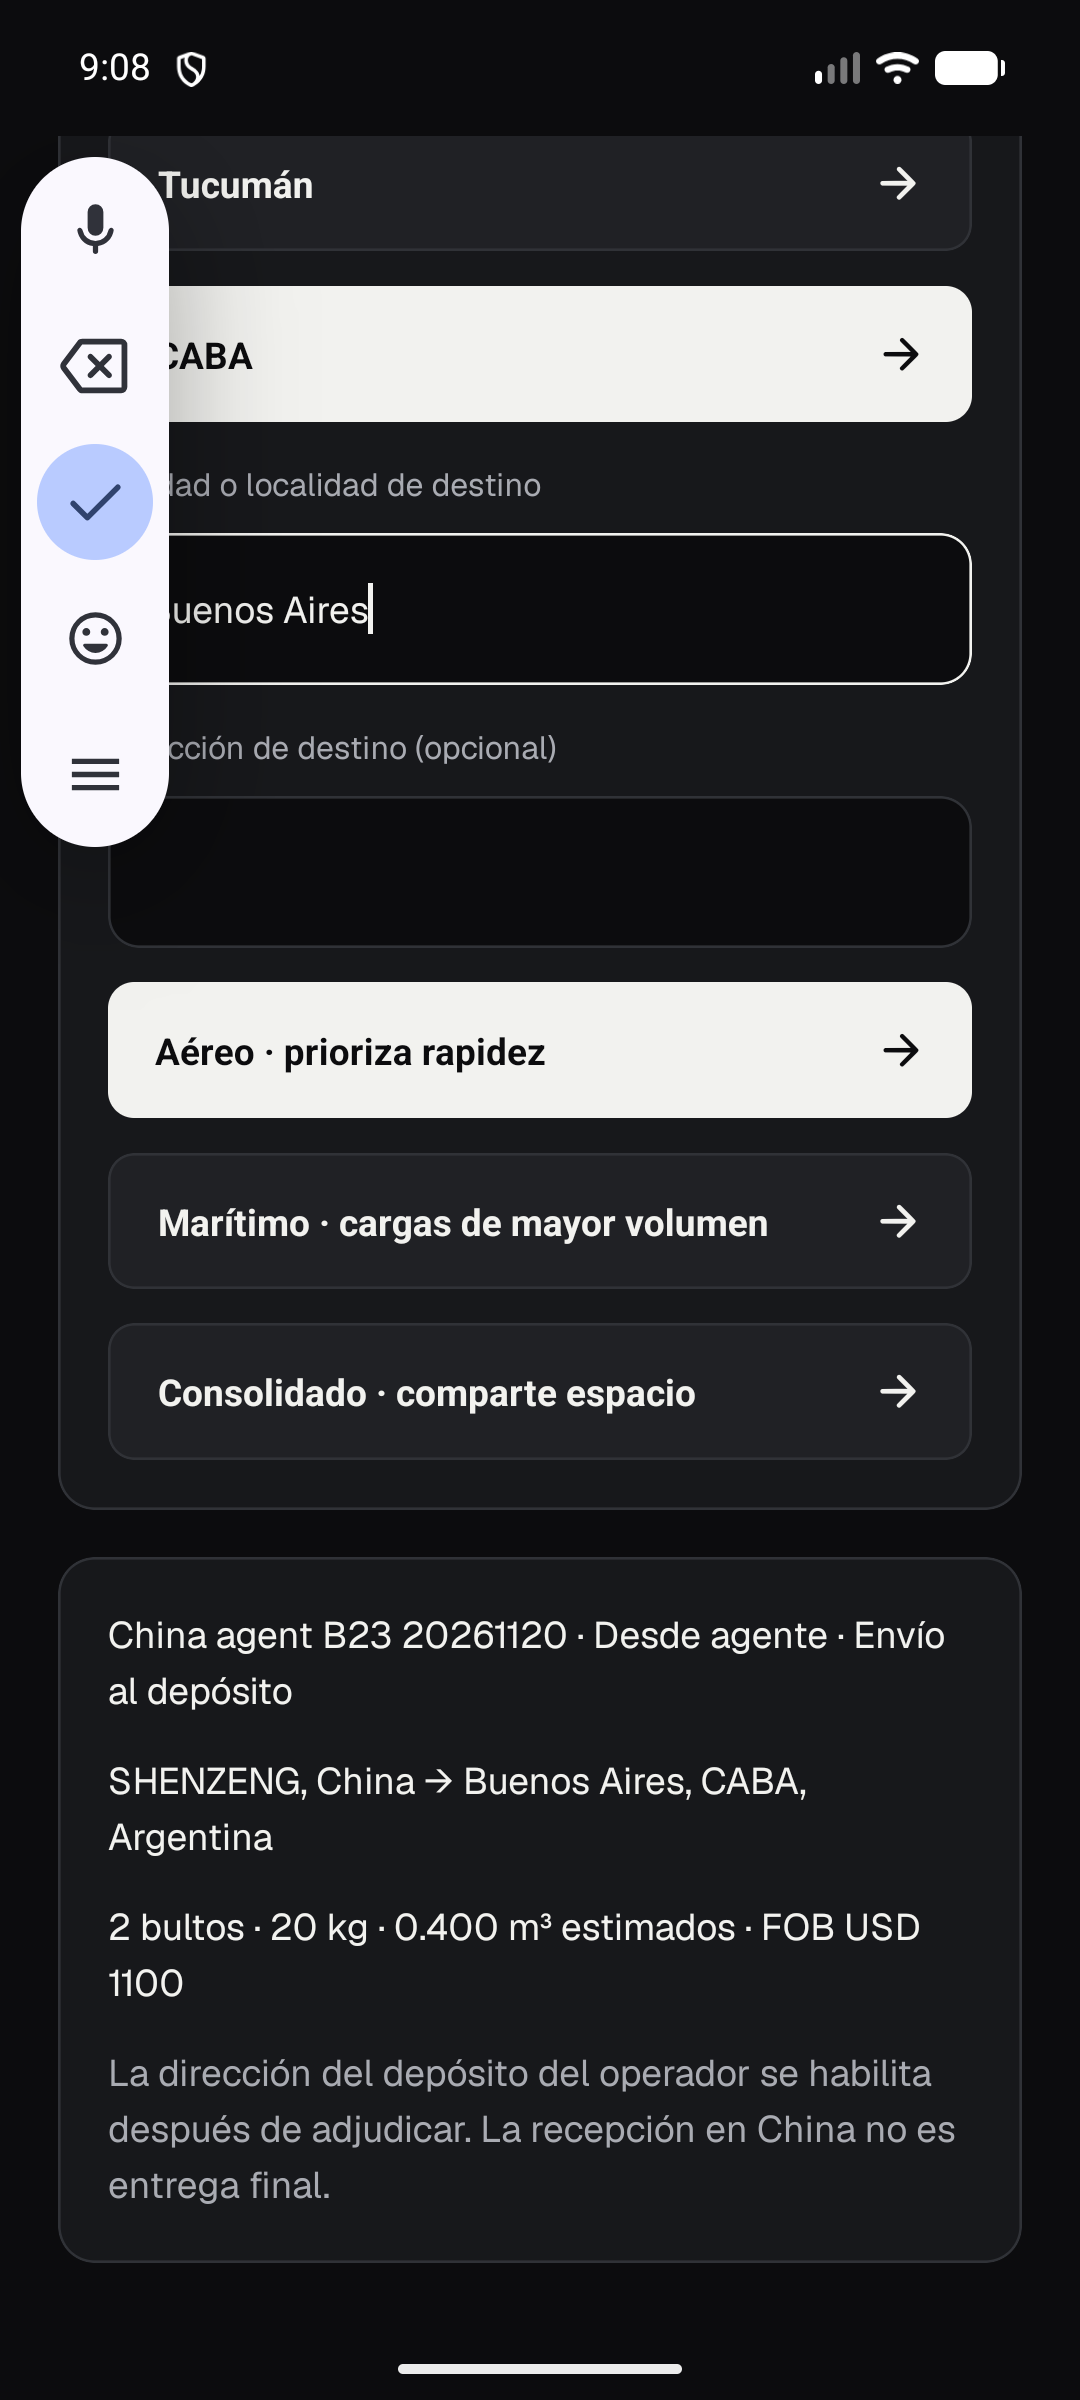 9:08
Tucumán
CABA
dad o localidad de destino
uenos Aires
cción de destino (opcional)
Aéreo · prioriza rapidez
Marítimo · cargas de mayor volumen
Consolidado · comparte espacio
China agent B23 20261120 · Desde agente · Envío
al depósito
SHENZENG, China → Buenos Aires, CABA,
Argentina
2 bultos · 20 kg · 0.400 m³ estimados · FOB USD
1100
La dirección del depósito del operador se habilita
después de adjudicar. La recepción en China no es
entrega final.